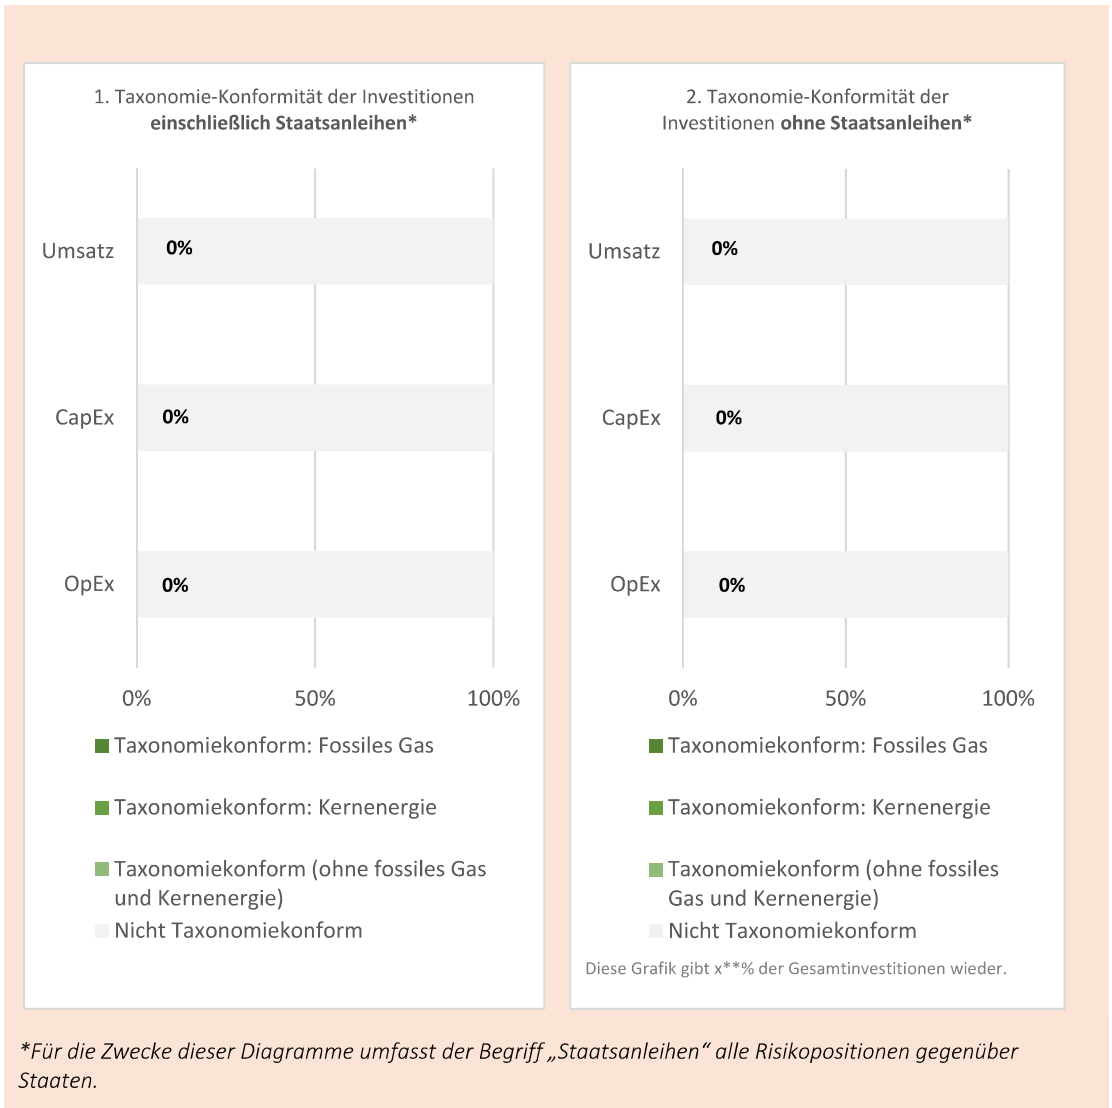 1. Taxonomie-Konformität der Investitionen
einschließlich Staatsanleihen*
Umsatz
0%
CapEx
0%
OpEx
0%
0%
50%
100%
Taxonomiekonform: Fossiles Gas
Taxonomiekonform: Kernenergie
Taxonomiekonform (ohne fossiles Gas
und Kernenergie)
Nicht Taxonomiekonform
2. Taxonomie-Konformität der
Investitionen ohne Staatsanleihen*
Umsatz
0%
CapEx
0%
OpEx
0%
0%
50%
100%
Taxonomiekonform: Fossiles Gas
Taxonomiekonform: Kernenergie
Taxonomiekonform (ohne fossiles
Gas und Kernenergie)
Nicht Taxonomiekonform
Diese Grafik gibt x**% der Gesamtinvestitionen wieder.
*Für die Zwecke dieser Diagramme umfasst der Begriff „Staatsanleihen“ alle Risikopositionen gegenüber
Staaten.